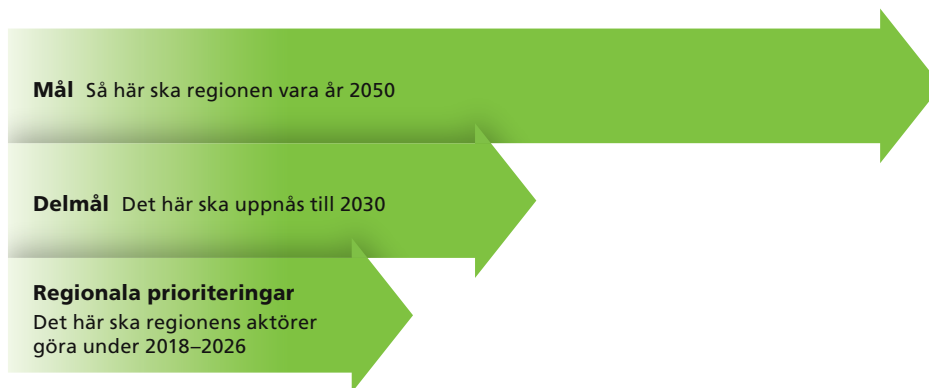 Mål Så här ska regionen vara år 2050
Delmål Det här ska uppnås till 2030
Regionala prioriteringar
Det här ska regionens aktörer
göra under 2018–2026